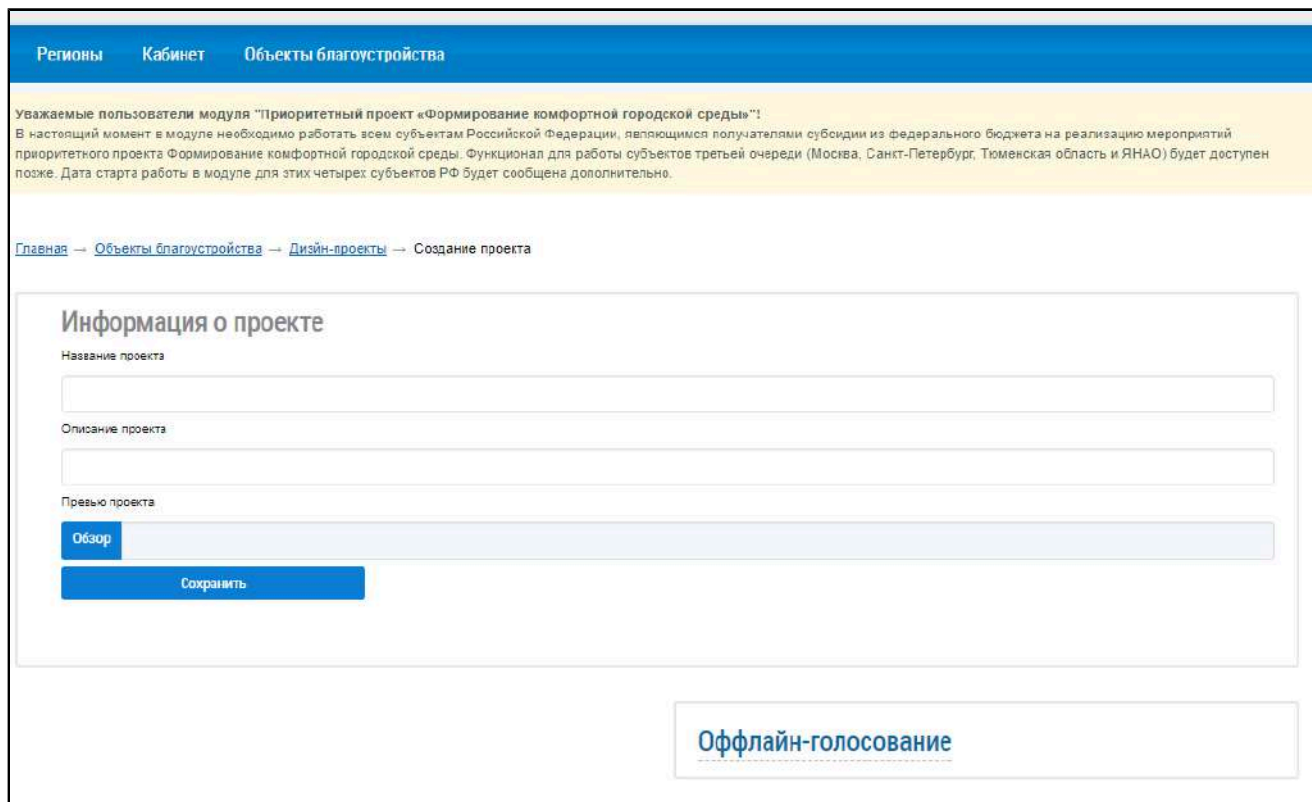 Регионы Кабинет Объекты благоустройства
Уважаемые пользователи модуля "Приоритетный проект «Формирование комфортной городской среды»"!
В настоящий момент в модуле необходимо работать всем субъектам Российской Федерации, являющимся получателями субсидии из федерального бюджета на реализацию мероприятий
приоритетного проекта Формирование комфортной городской среды. Функционал для работы субъектов третьей очереди (Москва, Санкт-Петербург, Тюменская область и ЯНАО) будет доступен
позже. Дата старта работы в модуле для этих четырех субъектов РФ будет сообщена дополнительно.
Главная → Объекты благоустройства → Дизйн-проекты → Создание проекта
Информация о проекте
Название проекта
Описание проекта
Превью проекта
Обзор
Сохранить
Оффлайн-голосование